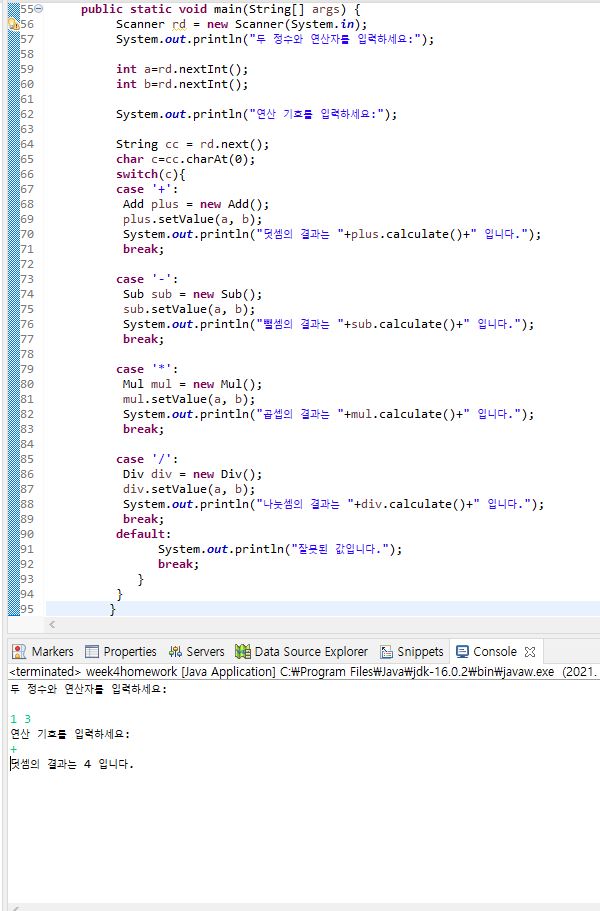 55 public static void main(String[] args) {
56 Scanner rd = new Scanner(System.in);
57 System.out.println("두 정수와 연산자를 입력하세요:");
58
59 int a=rd.nextInt();
60 int b=rd.nextInt();
61
62 System.out.println("연산 기호를 입력하세요:");
63
64 String cc = rd.next();
65 char c=cc.charAt(0);
66 switch(c){
67 case '+':
68 Add plus = new Add();
69 plus.setValue(a, b);
70 System.out.println("덧셈의 결과는 "+plus.calculate()+" 입니다.");
71 break;
72
73 case '-':
74 Sub sub = new Sub();
75 sub.setValue(a, b);
76 System.out.println("뺄셈의 결과는 "+sub.calculate()+" 입니다.");
77 break;
78
79 case '*':
80 Mul mul = new Mul();
81 mul.setValue(a, b);
82 System.out.println("곱셉의 결과는 "+mul.calculate()+" 입니다.");
83 break;
84
85 case '/':
86 Div div = new Div();
87 div.setValue(a, b);
88 System.out.println("나눗셈의 결과는 "+div.calculate()+" 입니다.");
89 break;
90 default:
91 System.out.println("잘못된 값입니다.");
92 break;
93 }
94 }
95 }
Markers Properties Servers Data Source Explorer Snippets Console
<terminated> week4homework [Java Application] C:₩Program Files₩Java₩jdk-16.0.2₩bin₩javaw.exe (2021.
두 정수와 연산자를 입력하세요:
1 3
연산 기호를 입력하세요:
+
덧셈의 결과는 4 입니다.